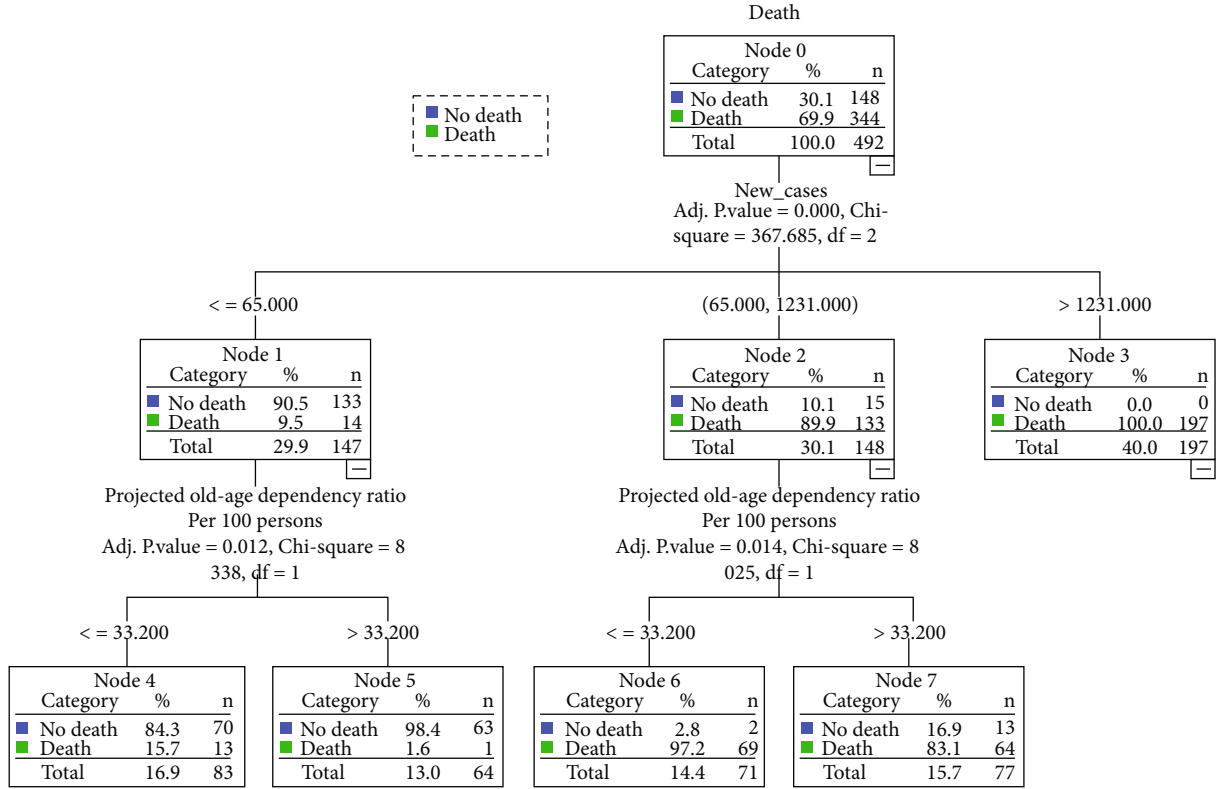 Death
Node 0
Category % n
No death 30.1 148
Death 69.9 344
Total 100.0 492
No death
Death
New_cases
Adj. P.value = 0.000, Chi-
square = 367.685, df = 2
< = 65.000
(65.000, 1231.000)
> 1231.000
Node 1
Category % n
No death 90.5 133
Death 9.5 14
Total 29.9 147
Node 2
Category % n
No death 10.1 15
Death 89.9 133
Total 30.1 148
Node 3
Category % n
No death 0.0 0
Death 100.0 197
Total 40.0 197
Projected old-age dependency ratio
Per 100 persons
Adj. P.value = 0.012, Chi-square = 8
338, df = 1
Projected old-age dependency ratio
Per 100 persons
Adj. P.value = 0.014, Chi-square = 8
025, df = 1
< = 33.200
> 33.200
< = 33.200
> 33.200
Node 4
Category % n
No death 84.3 70
Death 15.7 13
Total 16.9 83
Node 5
Category % n
No death 98.4 63
Death 1.6 1
Total 13.0 64
Node 6
Category % n
No death 2.8 2
Death 97.2 69
Total 14.4 71
Node 7
Category % n
No death 16.9 13
Death 83.1 64
Total 15.7 77